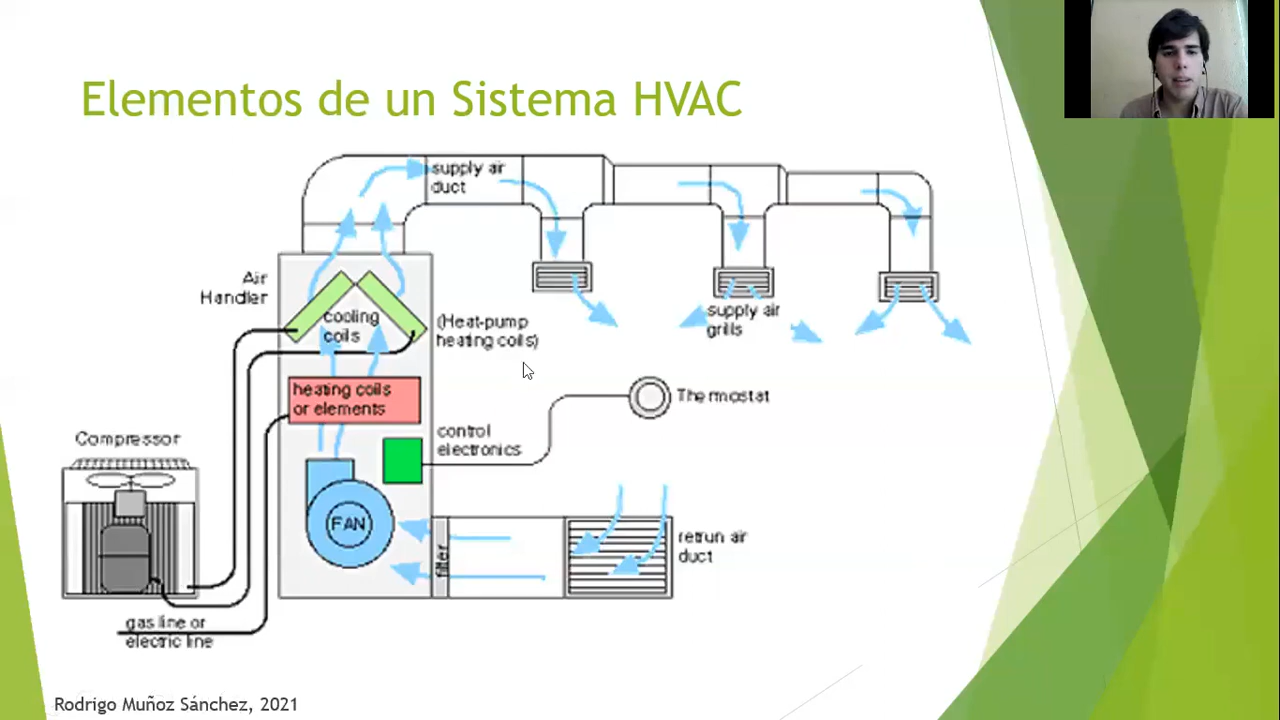 Elementos de un Sistema HVAC
supply air
duct
Air
Handler
cooling
coils
(Heat-pump
heating coils)
supply air
grills
heating coils
or elements
Thermostat
Compressor
control
electronics
FAN
filter
retrun air
duct
gas line or
electric line
Rodrigo Muñoz Sánchez, 2021